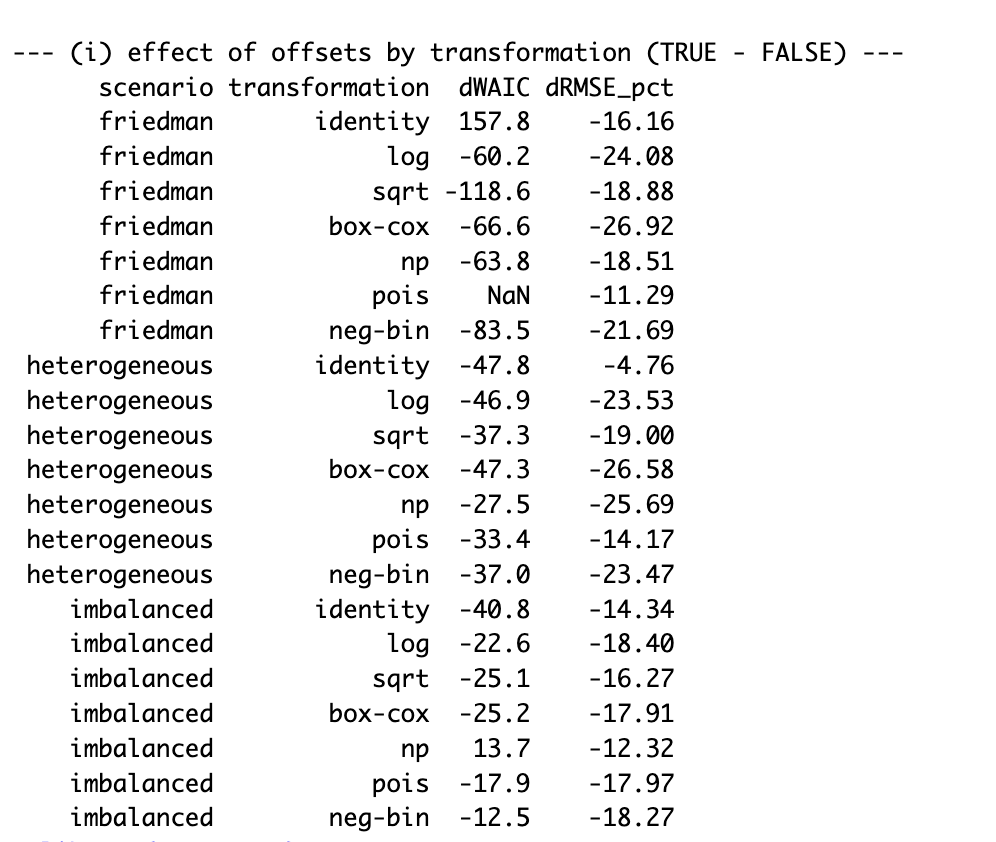 --- (i) effect of offsets by transformation (TRUE - FALSE) ---
scenario transformation dWAIC dRMSE_pct
friedman identity 157.8 -16.16
friedman log -60.2 -24.08
friedman sqrt -118.6 -18.88
friedman box-cox -66.6 -26.92
friedman np -63.8 -18.51
friedman pois NaN -11.29
friedman neg-bin -83.5 -21.69
heterogeneous identity -47.8 -4.76
heterogeneous log -46.9 -23.53
heterogeneous sqrt -37.3 -19.00
heterogeneous box-cox -47.3 -26.58
heterogeneous np -27.5 -25.69
heterogeneous pois -33.4 -14.17
heterogeneous neg-bin -37.0 -23.47
imbalanced identity -40.8 -14.34
imbalanced log -22.6 -18.40
imbalanced sqrt -25.1 -16.27
imbalanced box-cox -25.2 -17.91
imbalanced np 13.7 -12.32
imbalanced pois -17.9 -17.97
imbalanced neg-bin -12.5 -18.27